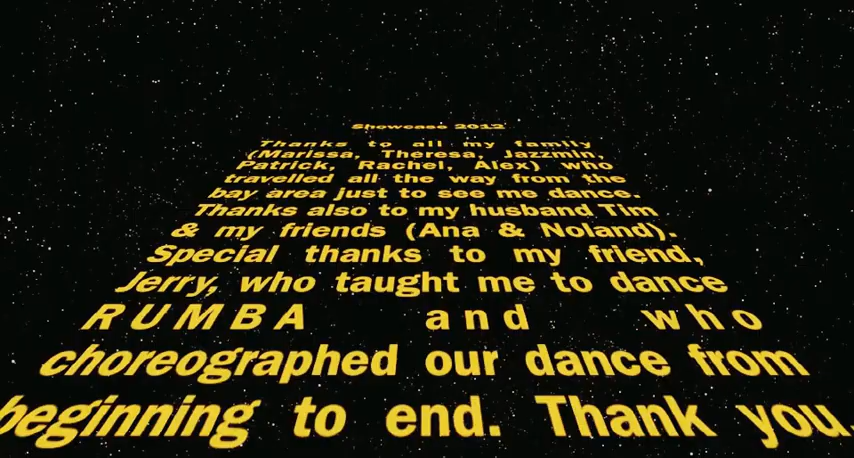 Showcase 2012
Thanks to all my family
(Marissa, Theresa, Jazzmin,
Patrick, Rachel, Alex) who
travelled all the way from the
bay area just to see me dance.
Thanks also to my husband Tim
& my friends (Ana & Noland).
Special thanks to my friend,
Jerry, who taught me to dance
RUMBA and who
choreographed our dance from
beginning to end. Thank you.